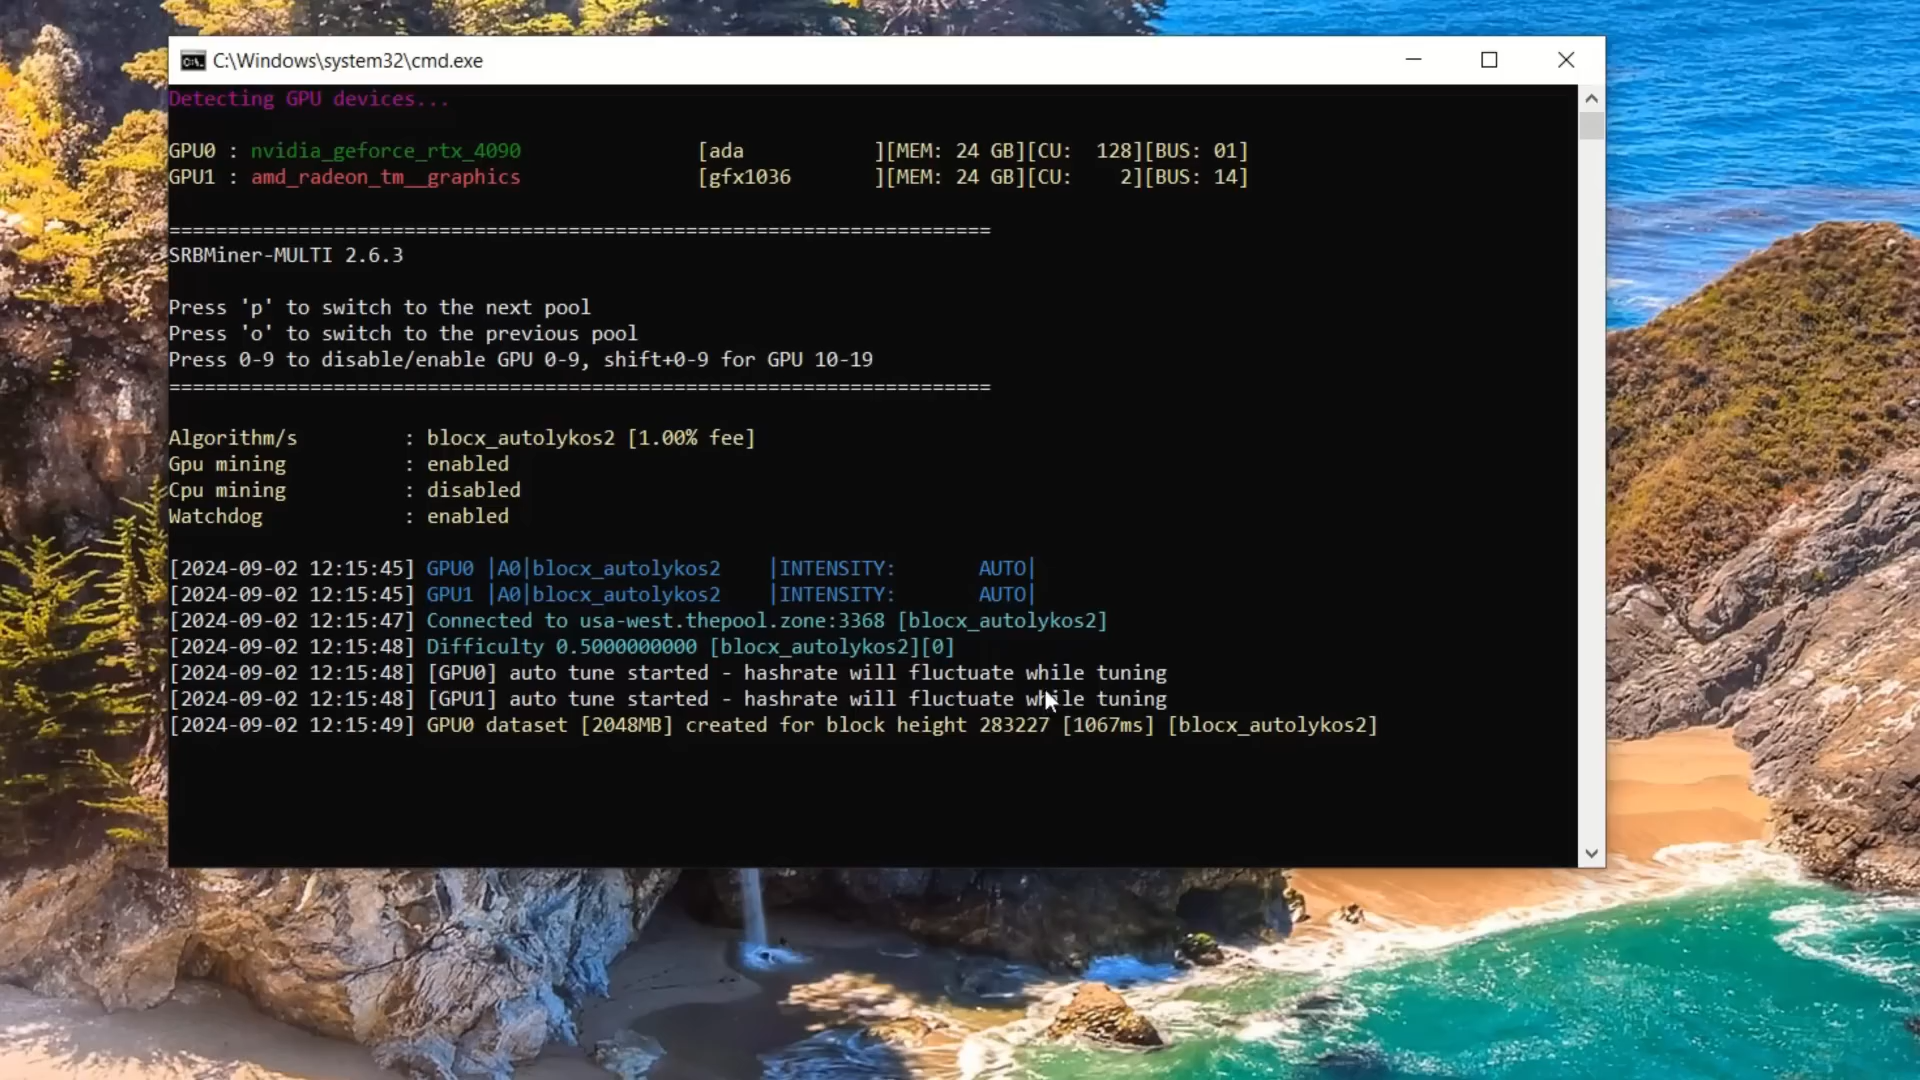 C:\Windows\system32\cmd.exe
Detecting GPU devices...
GPU0 : nvidia_geforce_rtx_4090 [ada ][MEM: 24 GB][CU: 128][BUS: 01]
GPU1 : amd_radeon_tm__graphics [gfx1036 ][MEM: 24 GB][CU: 2][BUS: 14]
======================================================================
SRBMiner-MULTI 2.6.3
Press 'p' to switch to the next pool
Press 'o' to switch to the previous pool
Press 0-9 to disable/enable GPU 0-9, shift+0-9 for GPU 10-19
======================================================================
Algorithm/s : blocx_autolykos2 [1.00% fee]
Gpu mining : enabled
Cpu mining : disabled
Watchdog : enabled
[2024-09-02 12:15:45] GPU0 |A0|blocx_autolykos2 |INTENSITY: AUTO|
[2024-09-02 12:15:45] GPU1 |A0|blocx_autolykos2 |INTENSITY: AUTO|
[2024-09-02 12:15:47] Connected to usa-west.thepool.zone:3368 [blocx_autolykos2]
[2024-09-02 12:15:48] Difficulty 0.5000000000 [blocx_autolykos2][0]
[2024-09-02 12:15:48] [GPU0] auto tune started - hashrate will fluctuate while tuning
[2024-09-02 12:15:48] [GPU1] auto tune started - hashrate will fluctuate while tuning
[2024-09-02 12:15:49] GPU0 dataset [2048MB] created for block height 283227 [1067ms] [blocx_autolykos2]